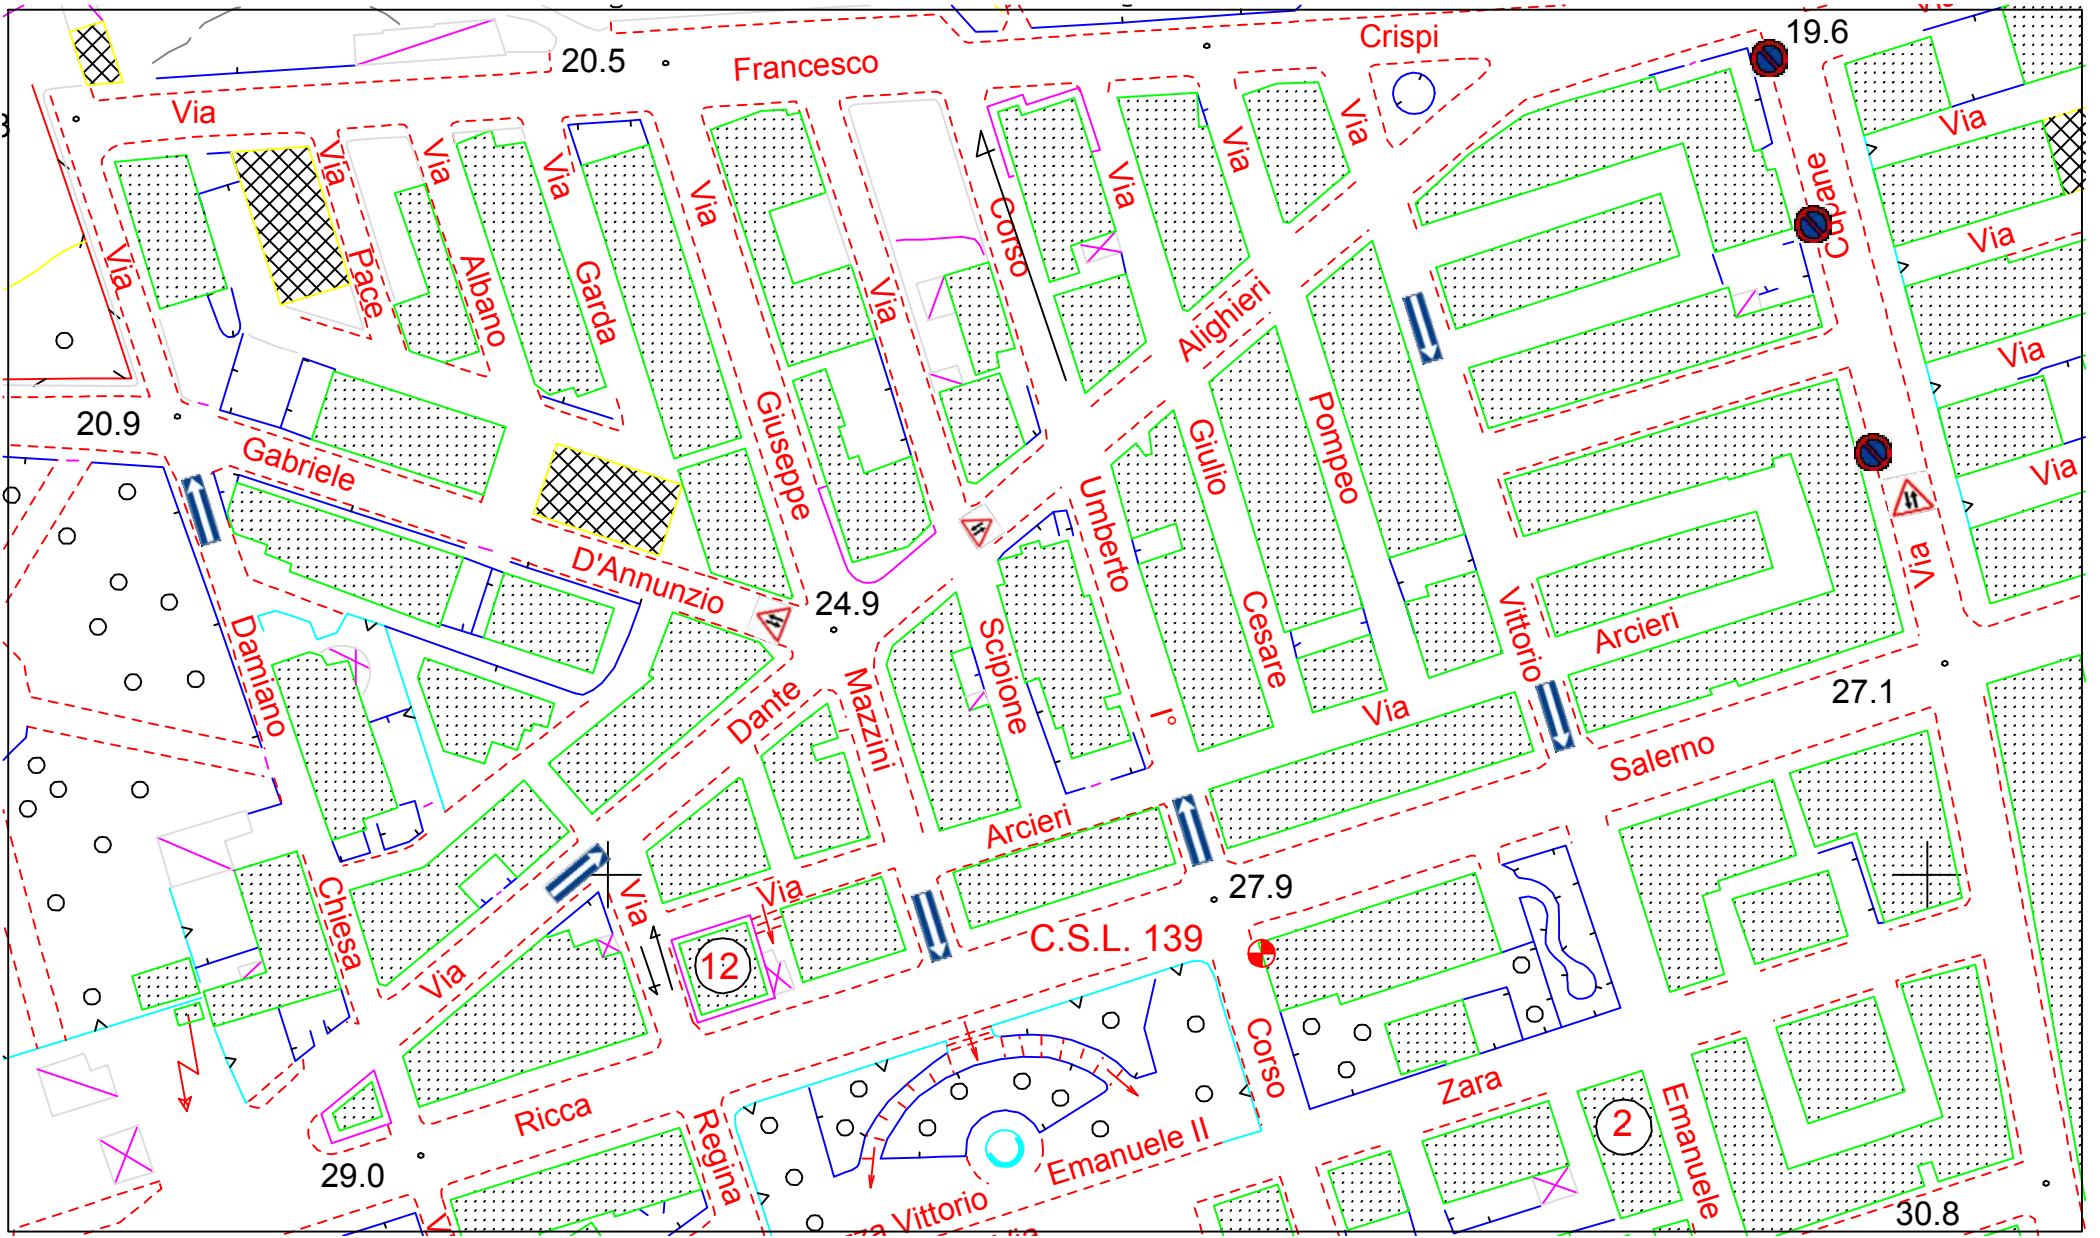 20.5
Crispi
19.6
Francesco
Via
Via
Via
Via
Via
Via
Via
Via
Via
Cupane
Corso
Via
Via
Pace
Albano
Garda
Via
Via
Alighieri
Via
20.9
Gabriele
Giuseppe
Giulio
Pompeo
Via
D'Annunzio
24.9
Umberto
Via
Damiano
Scipione
Cesare
Vittorio
Arcieri
Dante
Mazzini
I°
Via
27.1
Salerno
Arcieri
Chiesa
Via
Via
27.9
C.S.L. 139
Via
12
Corso
Zara
Ricca
Regina
Emanuele II
2
Emanuele
29.0
Vittorio
30.8